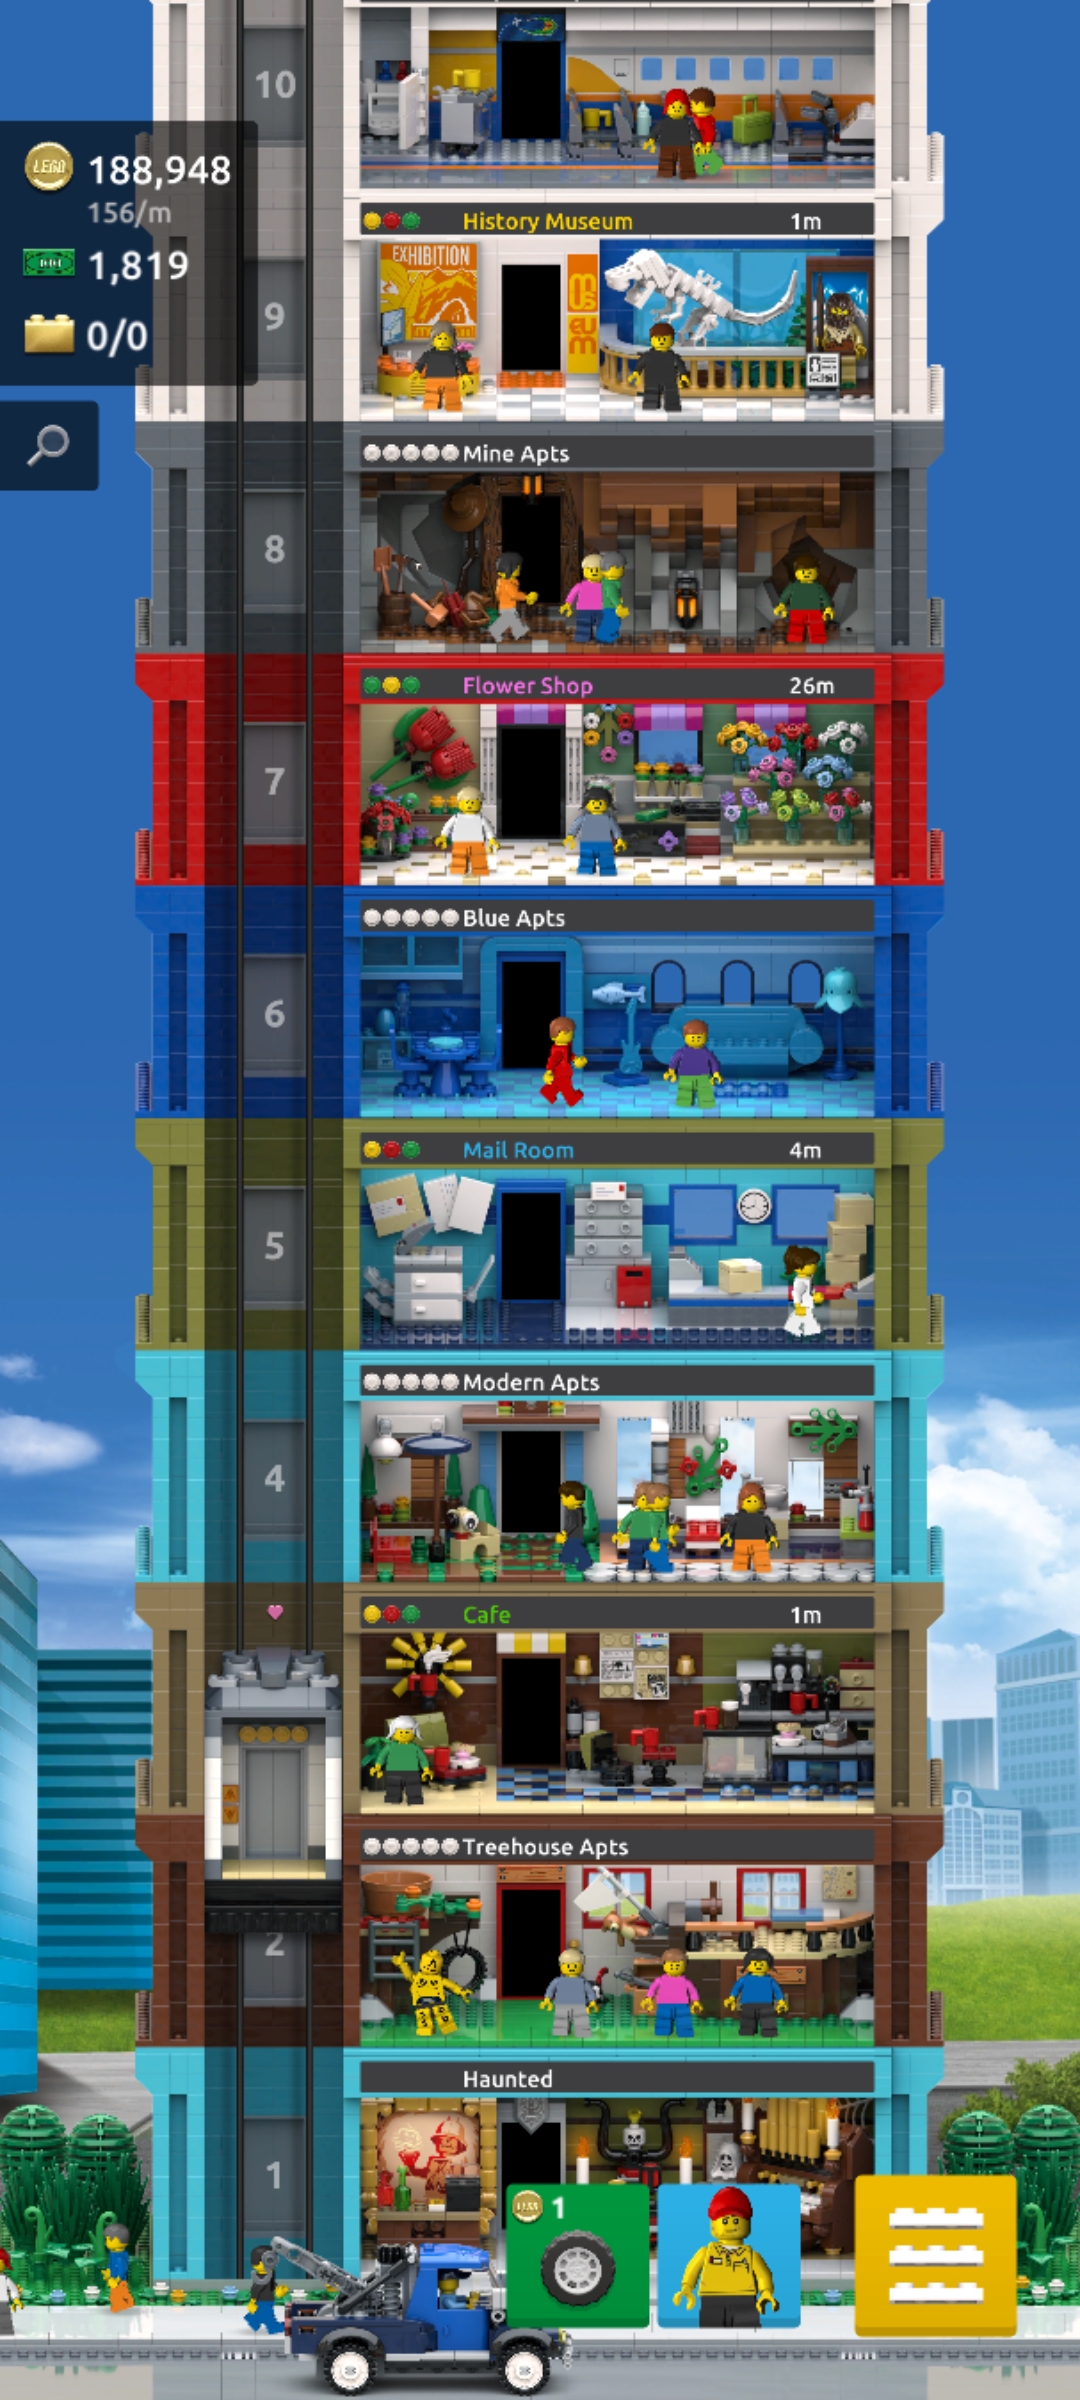 10
LEGO 188,948
156/m
1,819
0/0
History Museum 1m
EXHIBITION
MUS
EUM
9
Mine Apts
8
Flower Shop 26m
7
Blue Apts
6
Mail Room 4m
5
Modern Apts
4
Cafe 1m
Treehouse Apts
2
Haunted
1
1